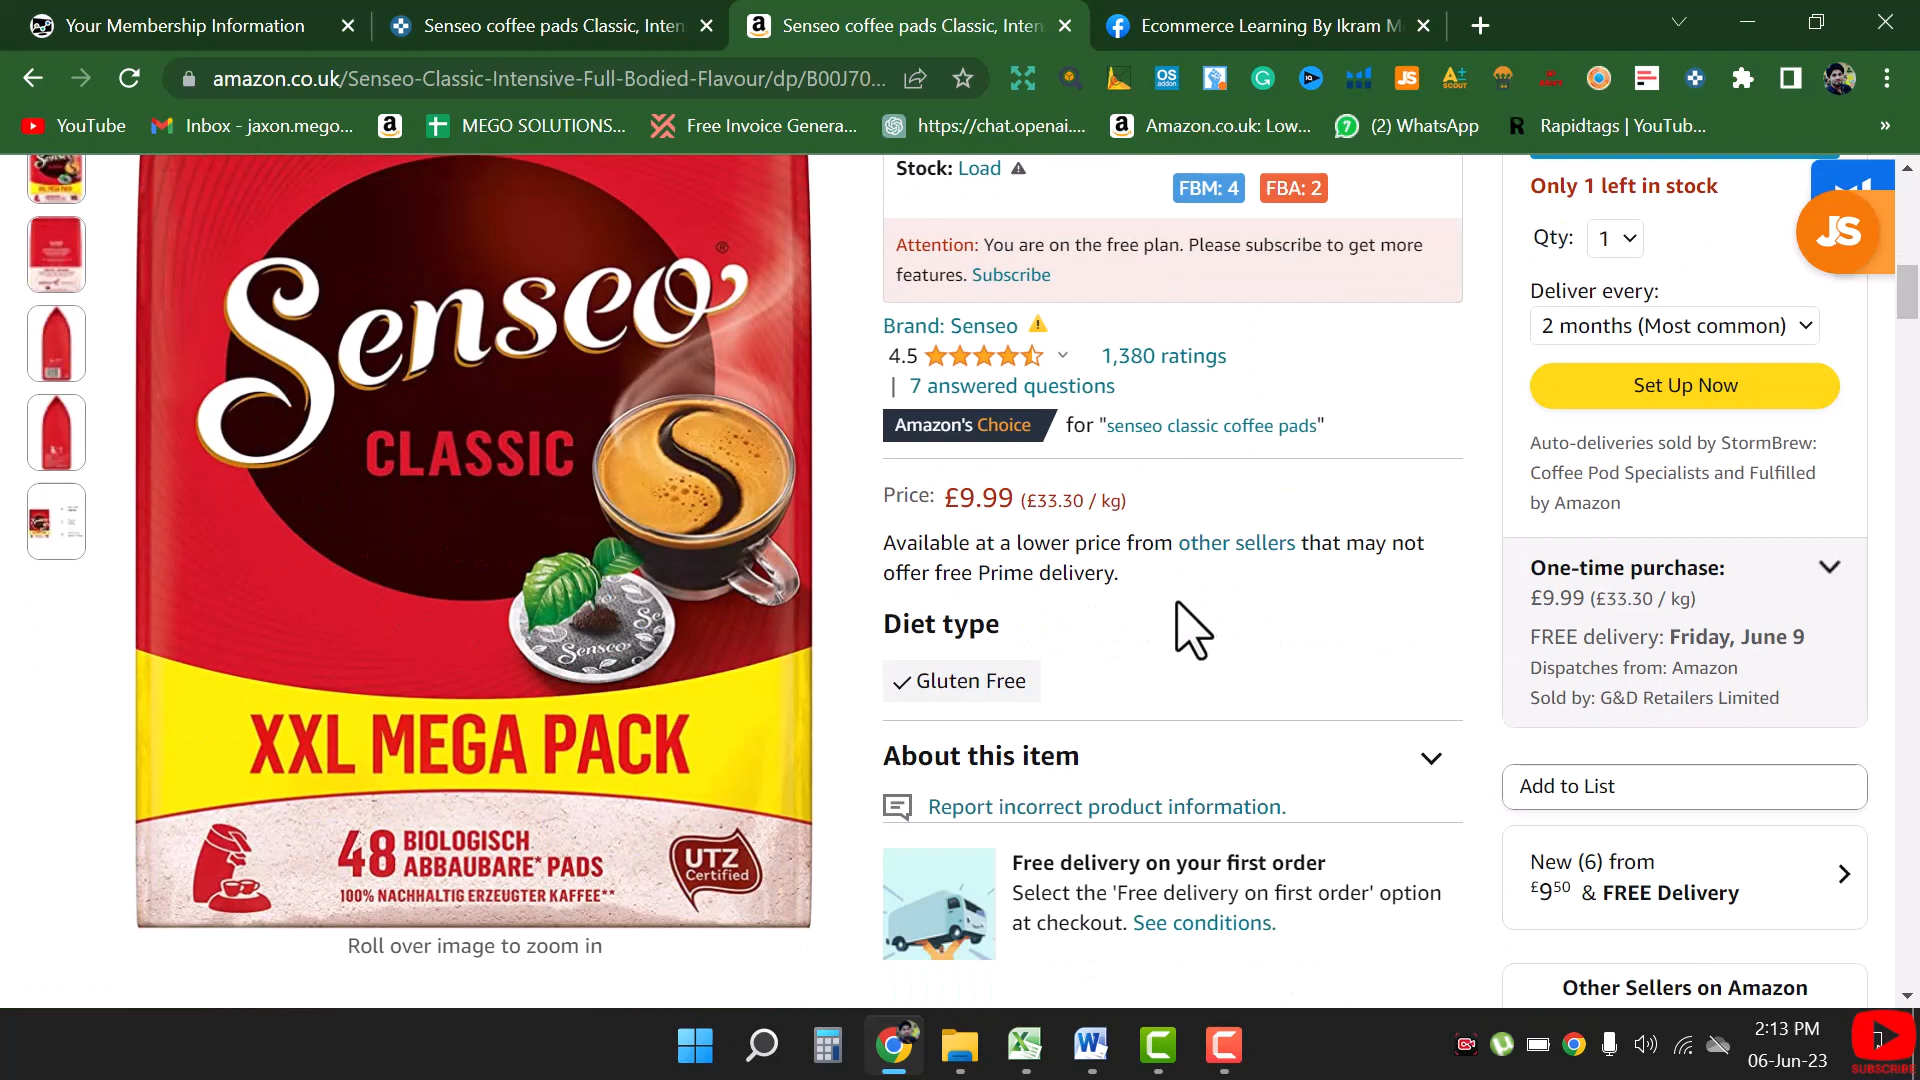 Your Membership Information
Senseo coffee pads Classic, Inten
Senseo coffee pads Classic, Inten
Ecommerce Learning By Ikram M
amazon.co.uk/Senseo-Classic-Intensive-Full-Bodied-Flavour/dp/B00J70...
YouTube
Inbox - jaxon.mego...
MEGO SOLUTIONS...
Free Invoice Genera...
https://chat.openai....
Amazon.co.uk: Low...
(2) WhatsApp
Rapidtags | YouTub...
»
Senseo®
CLASSIC
XXL MEGA PACK
48 BIOLOGISCH
ABBAUBARE* PADS
100% NACHHALTIG ERZEUGTER KAFFEE**
UTZ
Certified
Senseo
Roll over image to zoom in
Stock: Load
FBM: 4
FBA: 2
Attention: You are on the free plan. Please subscribe to get more
features. Subscribe
Brand: Senseo
4.5
1,380 ratings
| 7 answered questions
Amazon's Choice for "senseo classic coffee pads"
Price: £9.99 (£33.30 / kg)
Available at a lower price from other sellers that may not
offer free Prime delivery.
Diet type
Gluten Free
About this item
Report incorrect product information.
Free delivery on your first order
Select the 'Free delivery on first order' option
at checkout. See conditions.
Only 1 left in stock
JS
Qty: 1
Deliver every:
2 months (Most common)
Set Up Now
Auto-deliveries sold by StormBrew:
Coffee Pod Specialists and Fulfilled
by Amazon
One-time purchase:
£9.99 (£33.30 / kg)
FREE delivery: Friday, June 9
Dispatches from: Amazon
Sold by: G&D Retailers Limited
Add to List
New (6) from
£9⁵⁰ & FREE Delivery
Other Sellers on Amazon
2:13 PM
06-Jun-23
SUBSCRIBE